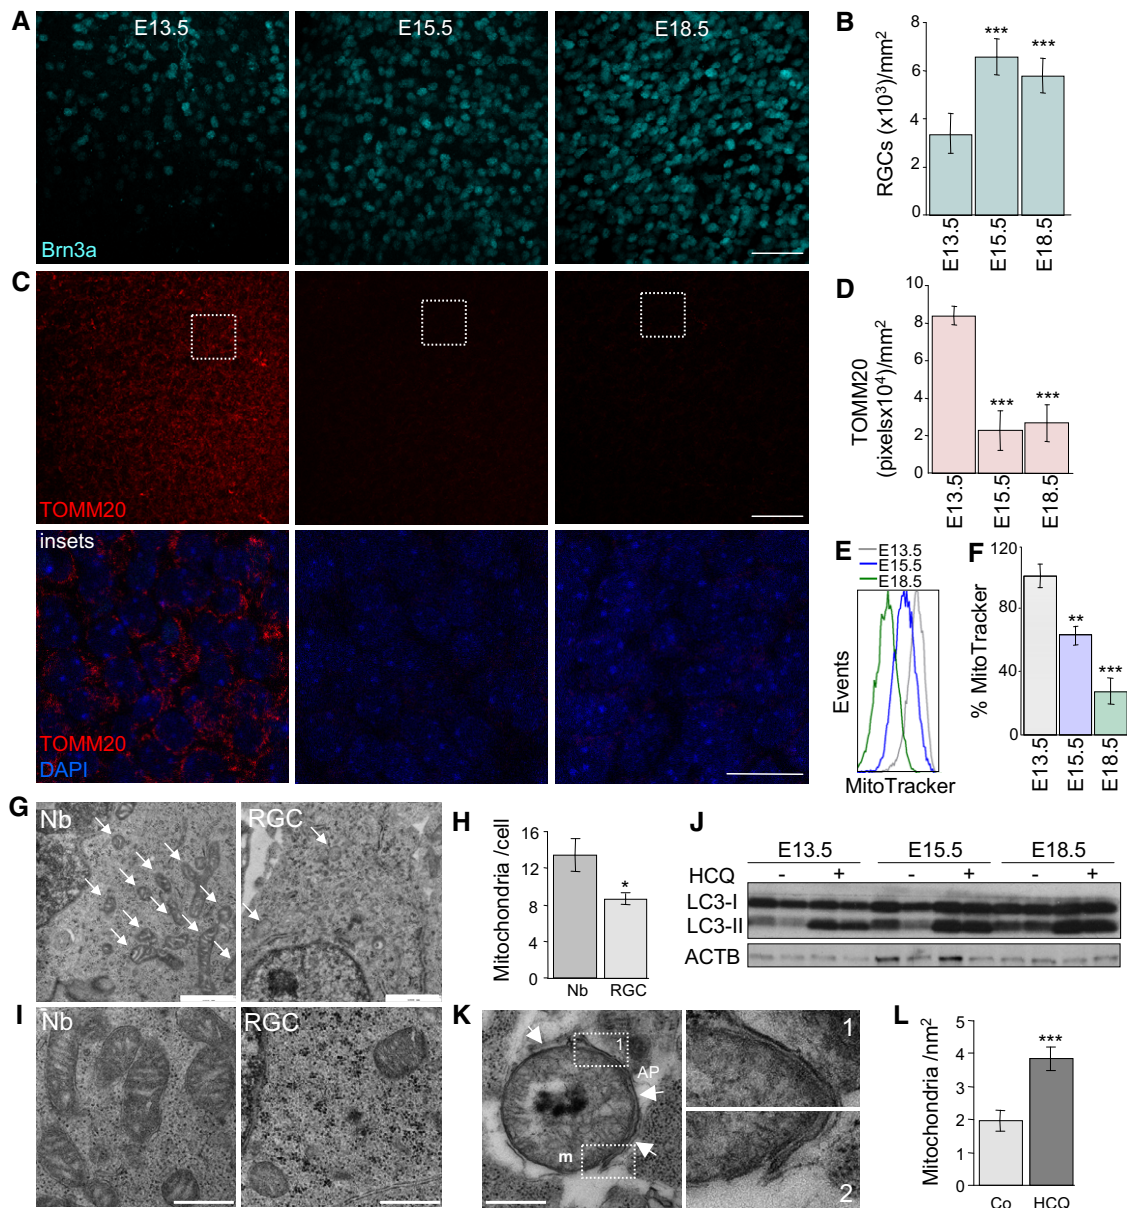 A
E13.5
E15.5
E18.5
Brn3a
B
RGCs (x10³)/mm²
8
6
4
2
0
***
***
E13.5
E15.5
E18.5
C
TOMM20
insets
TOMM20
DAPI
D
TOMM20
(pixelsx10⁴)/mm²
10
8
6
4
2
0
***
***
E13.5
E15.5
E18.5
E
E13.5
E15.5
E18.5
Events
MitoTracker
F
% MitoTracker
120
80
40
0
**
***
E13.5
E15.5
E18.5
G
Nb
RGC
H
Mitochondria /cell
16
12
8
4
0
*
Nb
RGC
I
Nb
RGC
J
E13.5
E15.5
E18.5
HCQ - + - + - +
LC3-I
LC3-II
ACTB
K
1
AP
m
1
2
L
Mitochondria /nm²
5
4
3
2
1
0
***
Co
HCQ